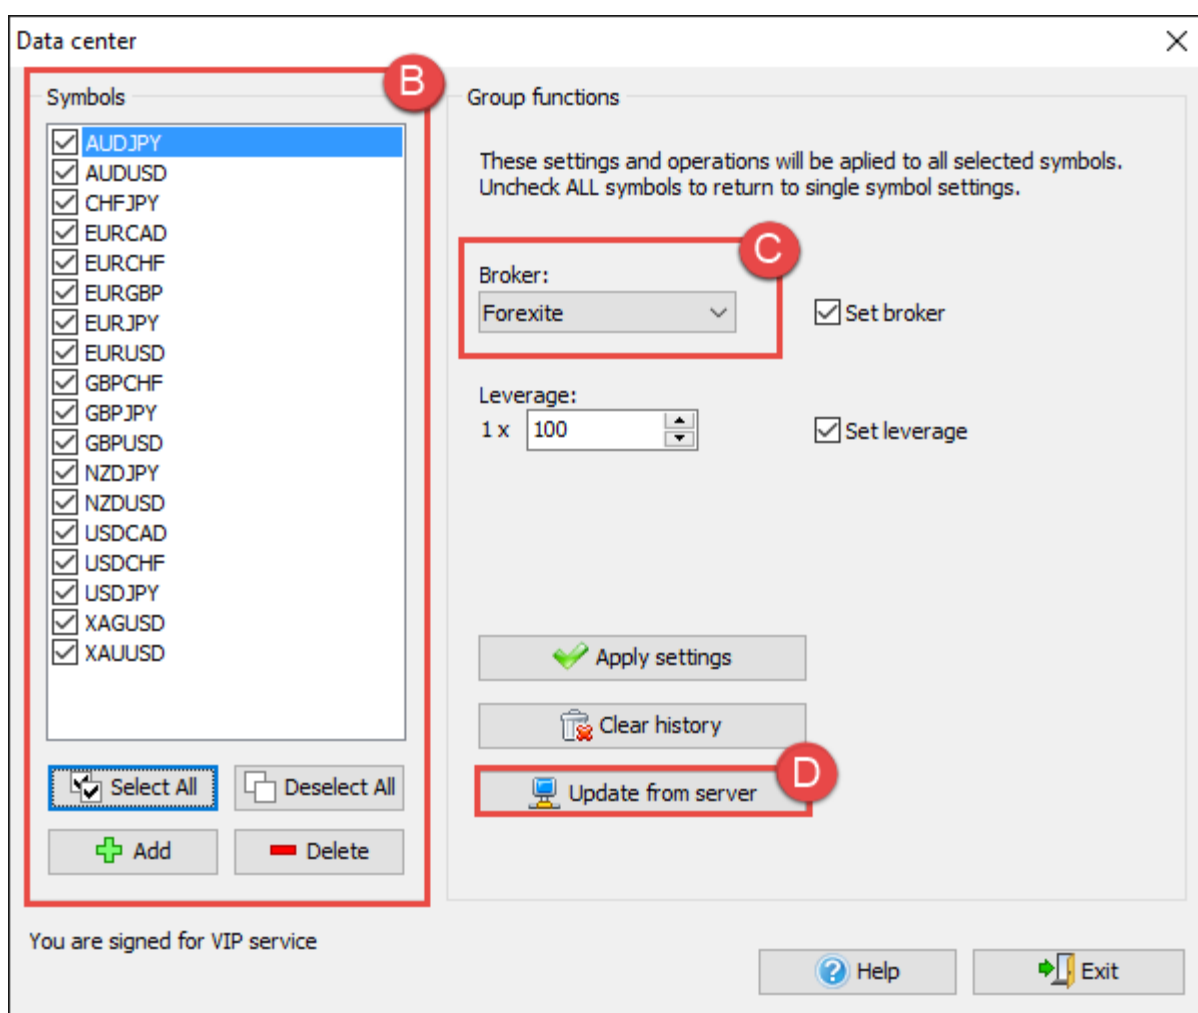 Data center
B
Symbols
AUDJPY
AUDUSD
CHFJPY
EURCAD
EURCHF
EURGBP
EURJPY
EURUSD
GBPCHF
GBPJPY
GBPUSD
NZDJPY
NZDUSD
USDCAD
USDCHF
USDJPY
XAGUSD
XAUUSD
Select All
Deselect All
Add
Delete
Group functions
These settings and operations will be aplied to all selected symbols.
Uncheck ALL symbols to return to single symbol settings.
C
Broker:
Forexite
Set broker
Leverage:
1 x 100
Set leverage
Apply settings
Clear history
D
Update from server
You are signed for VIP service
Help
Exit